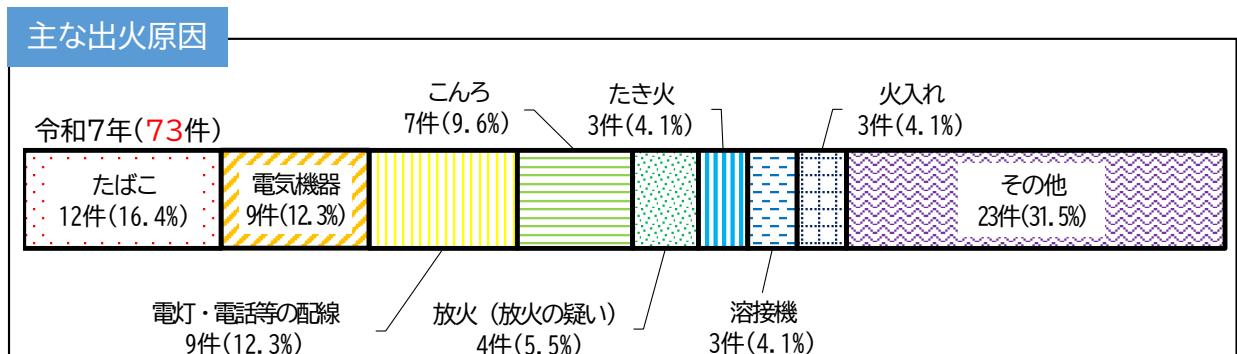 主な出火原因
令和7年(73件)
こんろ
7件(9.6%)
たき火
3件(4.1%)
火入れ
3件(4.1%)
たばこ
12件(16.4%)
電気機器
9件(12.3%)
その他
23件(31.5%)
電灯・電話等の配線
9件(12.3%)
放火（放火の疑い）
4件(5.5%)
溶接機
3件(4.1%)